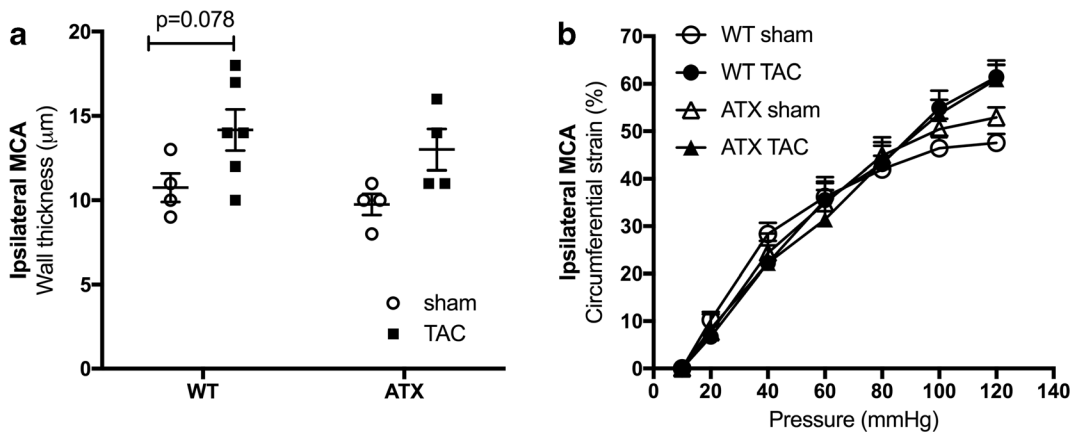 a
p=0.078
Ipsilateral MCA
Wall thickness (μm)
20
15
10
5
0
sham
TAC
WT
ATX
b
Ipsilateral MCA
Circumferential strain (%)
70
60
50
40
30
20
10
0
WT sham
WT TAC
ATX sham
ATX TAC
0 20 40 60 80 100 120 140
Pressure (mmHg)